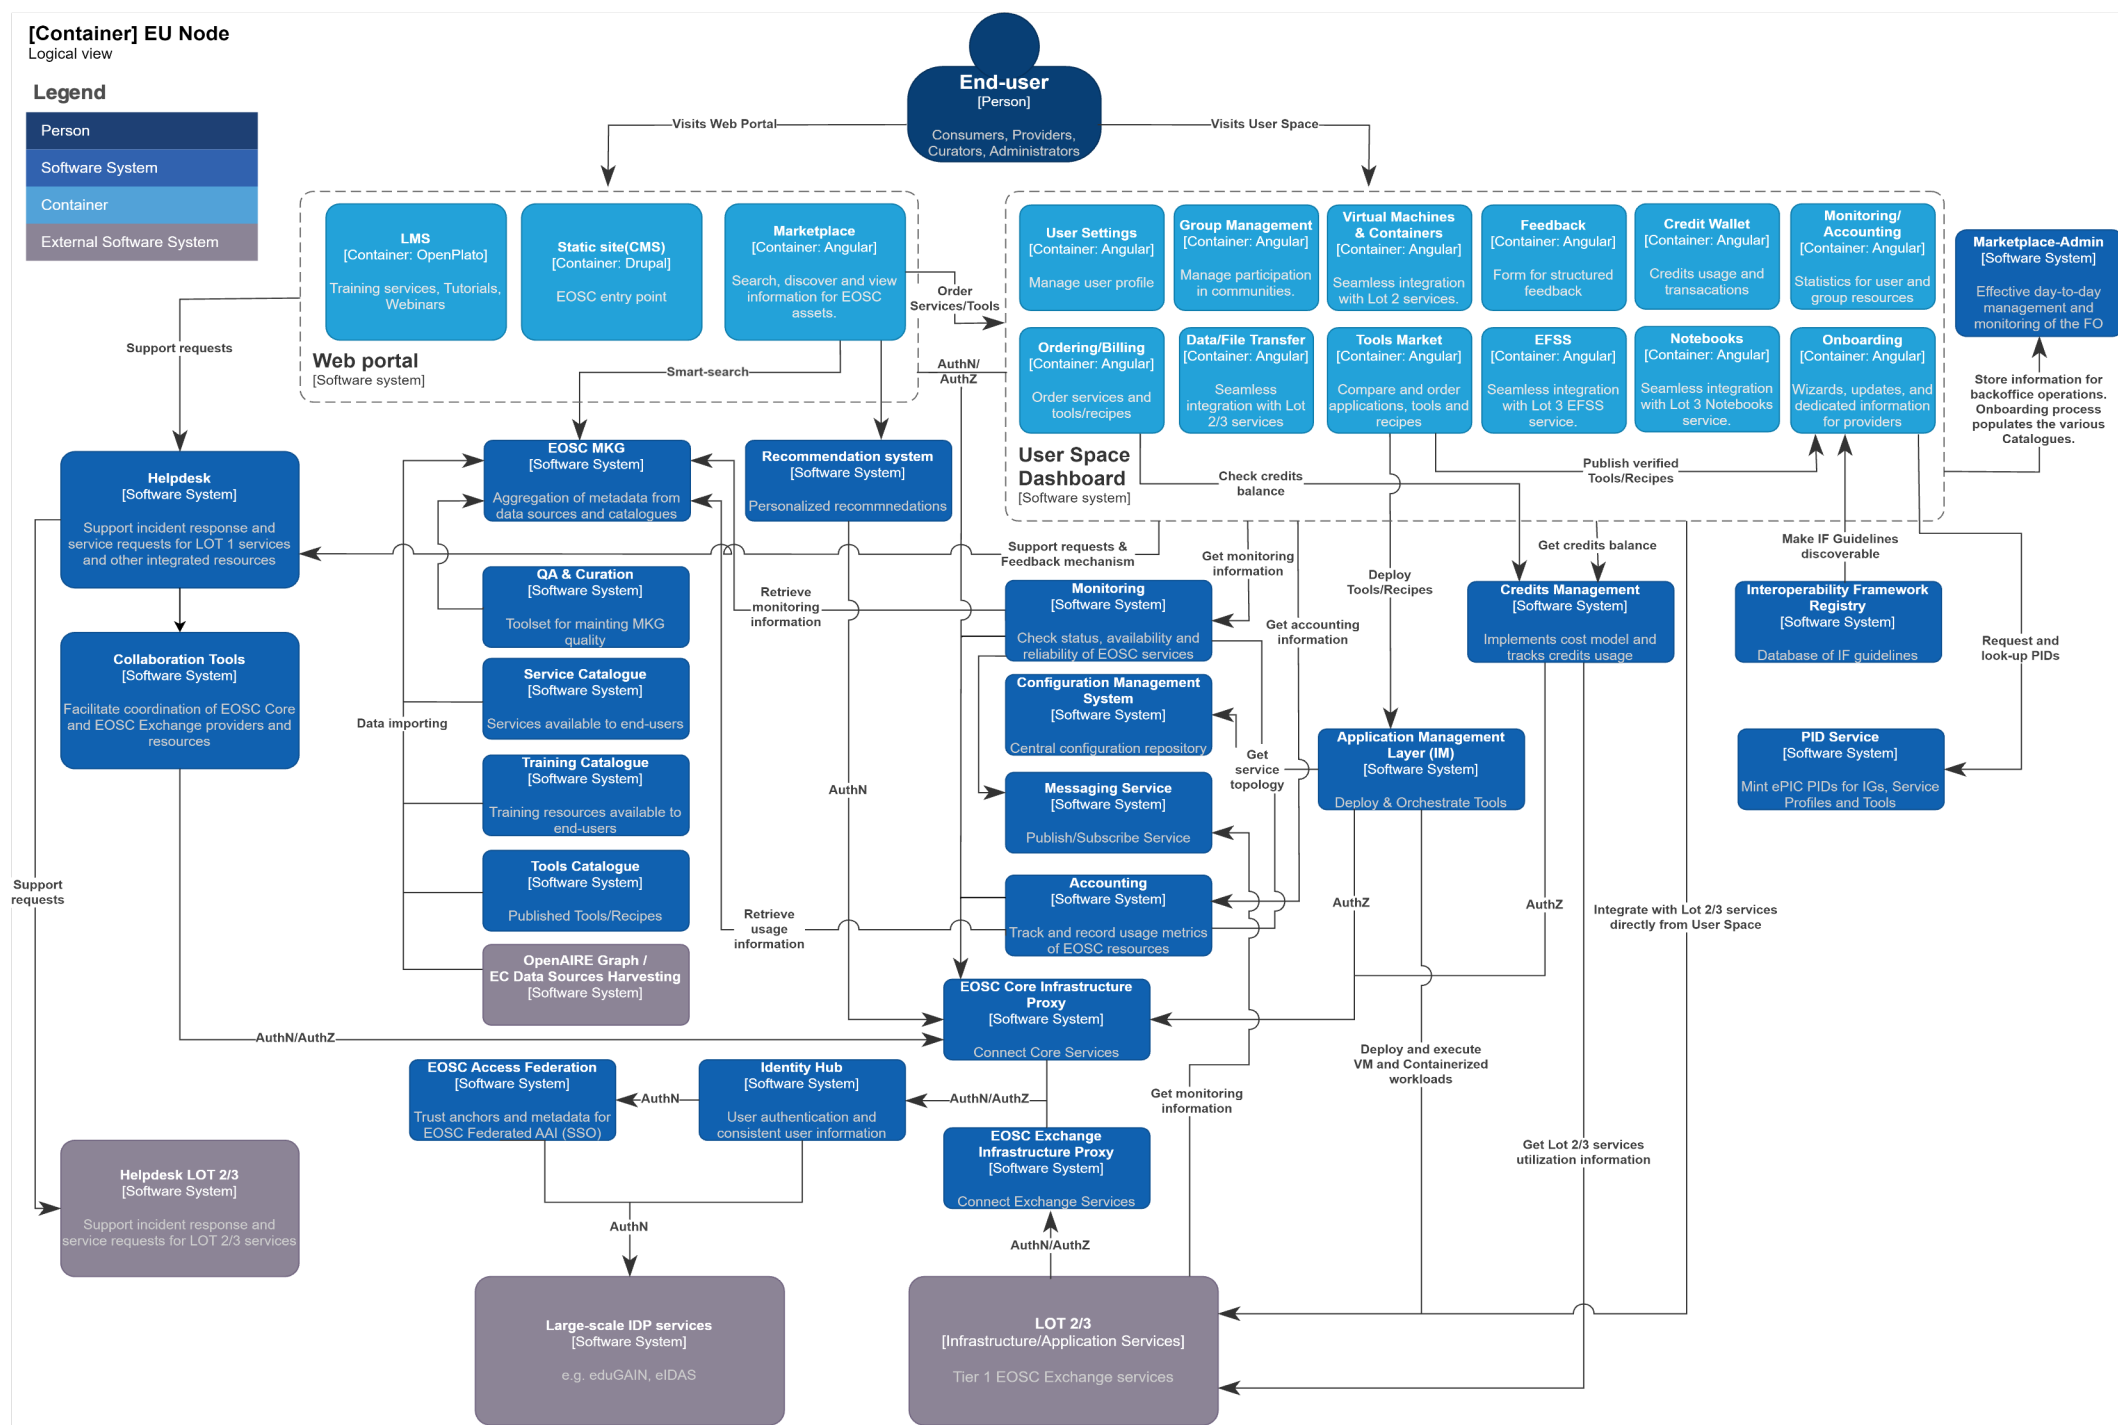 [Container] EU Node
Logical view
Legend
Person
Software System
Container
External Software System
End-user
[Person]
Consumers, Providers,
Curators, Administrators
Visits Web Portal
Visits User Space
LMS
[Container: OpenPlato]
Training services, Tutorials,
Webinars
Static site(CMS)
[Container: Drupal]
EOSC entry point
Marketplace
[Container: Angular]
Search, discover and view
information for EOSC
assets.
Web portal
[Software system]
Order
Services/Tools
User Settings
[Container: Angular]
Manage user profile
Group Management
[Container: Angular]
Manage participation
in communities.
Virtual Machines
& Containers
[Container: Angular]
Seamless integration
with Lot 2 services.
Feedback
[Container: Angular]
Form for structured
feedback
Credit Wallet
[Container: Angular]
Credits usage and
transacations
Monitoring/
Accounting
[Container: Angular]
Statistics for user and
group resources
Ordering/Billing
[Container: Angular]
Order services and
tools/recipes
Data/File Transfer
[Container: Angular]
Seamless
integration with Lot
2/3 services
Tools Market
[Container: Angular]
Compare and order
applications, tools and
recipes
EFSS
[Container: Angular]
Seamless integration
with Lot 3 EFSS
service.
Notebooks
[Container: Angular]
Seamless integration
with Lot 3 Notebooks
service.
Onboarding
[Container: Angular]
Wizards, updates, and
dedicated information
for providers
User Space
Dashboard
[Software system]
Marketplace-Admin
[Software System]
Effective day-to-day
management and
monitoring of the FO
Store information for
backoffice operations.
Onboarding process
populates the various
Catalogues.
Support requests
Smart-search
AuthN/
AuthZ
Check credits
balance
Publish verified
Tools/Recipes
Helpdesk
[Software System]
Support incident response and
service requests for LOT 1 services
and other integrated resources
EOSC MKG
[Software System]
Aggregation of metadata from
data sources and catalogues
Recommendation system
[Software System]
Personalized recommnedations
Support requests &
Feedback mechanism
Get monitoring
information
Get credits balance
Make IF Guidelines
discoverable
Deploy
Tools/Recipes
QA & Curation
[Software System]
Toolset for mainting MKG
quality
Retrieve
monitoring
information
Monitoring
[Software System]
Check status, availability and
reliability of EOSC services
Get accounting
information
Credits Management
[Software System]
Implements cost model and
tracks credits usage
Interoperability Framework
Registry
[Software System]
Database of IF guidelines
Request and
look-up PIDs
Collaboration Tools
[Software System]
Facilitate coordination of EOSC Core
and EOSC Exchange providers and
resources
Service Catalogue
[Software System]
Services available to end-users
Data importing
Configuration Management
System
[Software System]
Central configuration repository
Get
service
topology
Application Management
Layer (IM)
[Software System]
Deploy & Orchestrate Tools
PID Service
[Software System]
Mint ePIC PIDs for IGs, Service
Profiles and Tools
Training Catalogue
[Software System]
Training resources available to
end-users
AuthN
Messaging Service
[Software System]
Publish/Subscribe Service
Tools Catalogue
[Software System]
Published Tools/Recipes
Support
requests
Retrieve
usage
information
Accounting
[Software System]
Track and record usage metrics
of EOSC resources
AuthZ
AuthZ
Integrate with Lot 2/3 services
directly from User Space
OpenAIRE Graph /
EC Data Sources Harvesting
[Software System]
EOSC Core Infrastructure
Proxy
[Software System]
Connect Core Services
AuthN/AuthZ
Deploy and execute
VM and Containerized
workloads
EOSC Access Federation
[Software System]
Trust anchors and metadata for
EOSC Federated AAI (SSO)
AuthN
Identity Hub
[Software System]
User authentication and
consistent user information
AuthN/AuthZ
Get monitoring
information
EOSC Exchange
Infrastructure Proxy
[Software System]
Connect Exchange Services
Get Lot 2/3 services
utilization information
Helpdesk LOT 2/3
[Software System]
Support incident response and
service requests for LOT 2/3 services
AuthN
AuthN/AuthZ
Large-scale IDP services
[Software System]
e.g. eduGAIN, eIDAS
LOT 2/3
[Infrastructure/Application Services]
Tier 1 EOSC Exchange services